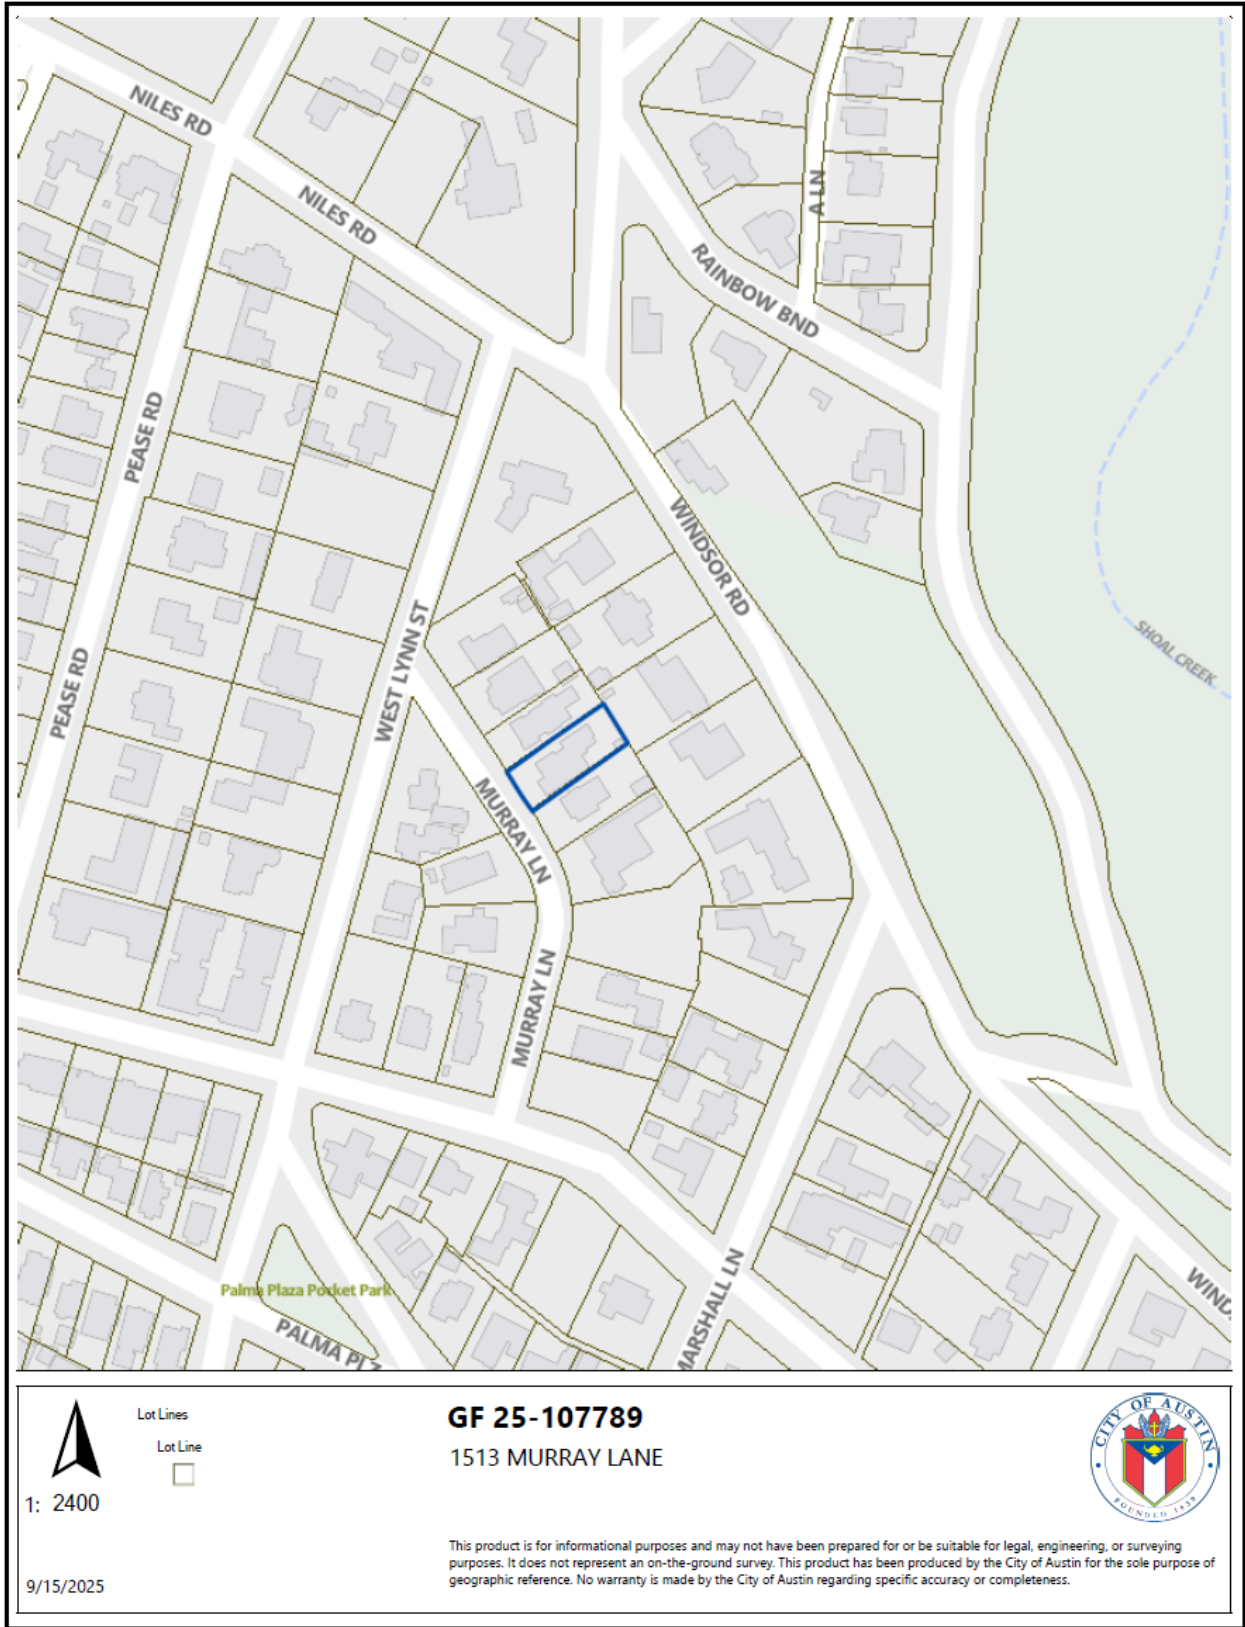 NILES RD
NILES RD
A LN
RAINBOW BND
PEASE RD
WINDSOR RD
WEST LYNN ST
SHOAL CREEK
PEASE RD
MURRAY LN
MURRAY LN
MARSHALL LN
WIND
Palma Plaza Pocket Park
PALMA PLZ
Lot Lines
Lot Line
1: 2400
9/15/2025
GF 25-107789
1513 MURRAY LANE
CITY OF AUSTIN
FOUNDED 1839
This product is for informational purposes and may not have been prepared for or be suitable for legal, engineering, or surveying
purposes. It does not represent an on-the-ground survey. This product has been produced by the City of Austin for the sole purpose of
geographic reference. No warranty is made by the City of Austin regarding specific accuracy or completeness.